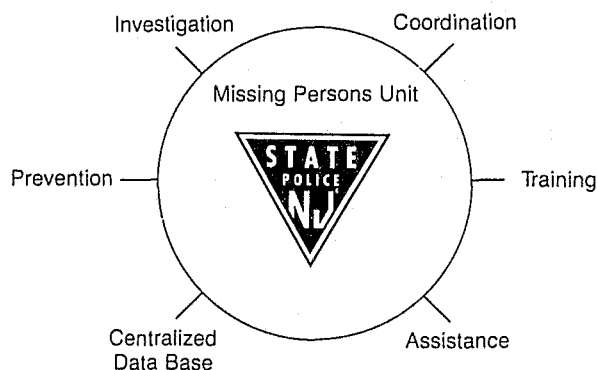 Investigation
Coordination
Missing Persons Unit
STATE
POLICE
NJ
Prevention
Training
Centralized
Data Base
Assistance